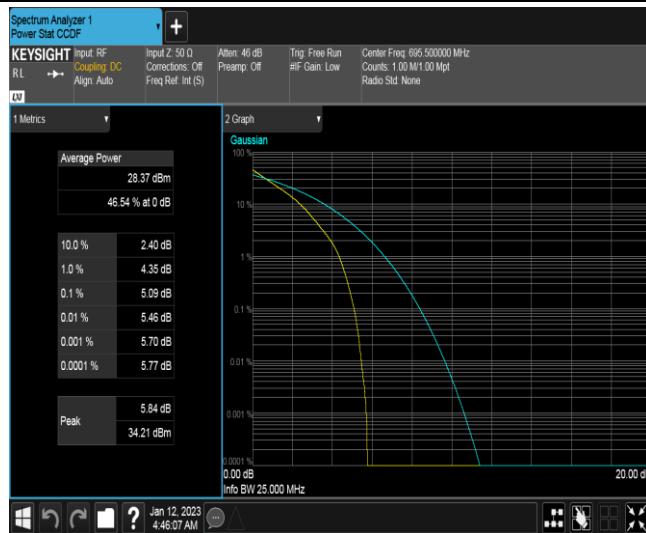 Spectrum Analyzer 1
Power Stat CCDF
+
KEYSIGHT
RL
Input: RF
Coupling: DC
Align: Auto
Input Z: 50 Ω
Corrections: Off
Freq Ref: Int (S)
Atten: 46 dB
Preamp: Off
Trig: Free Run
#IF Gain: Low
Center Freq: 695.500000 MHz
Counts: 1.00 M/1.00 Mpt
Radio Std: None
LXI
1 Metrics
Average Power
28.37 dBm
46.54 % at 0 dB
10.0 % 2.40 dB
1.0 % 4.35 dB
0.1 % 5.09 dB
0.01 % 5.46 dB
0.001 % 5.70 dB
0.0001 % 5.77 dB
Peak
5.84 dB
34.21 dBm
2 Graph
Gaussian
100 %
10 %
1 %
0.1 %
0.01 %
0.001 %
0.0001 %
0.00 dB
20.00 d
Info BW 25.000 MHz
?
Jan 12, 2023
4:46:07 AM